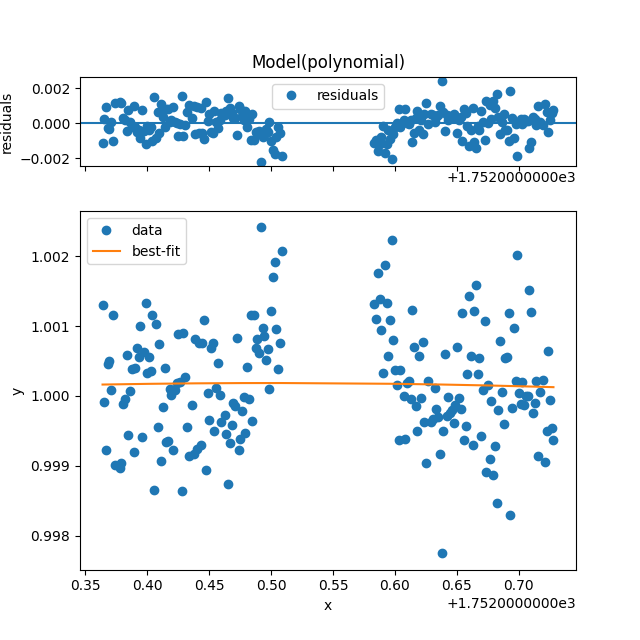 Model(polynomial)
residuals
0.002
0.000
−0.002
residuals
+1.7520000000e3
y
1.002
1.001
1.000
0.999
0.998
data
best-fit
0.35 0.40 0.45 0.50 0.55 0.60 0.65 0.70
x
+1.7520000000e3